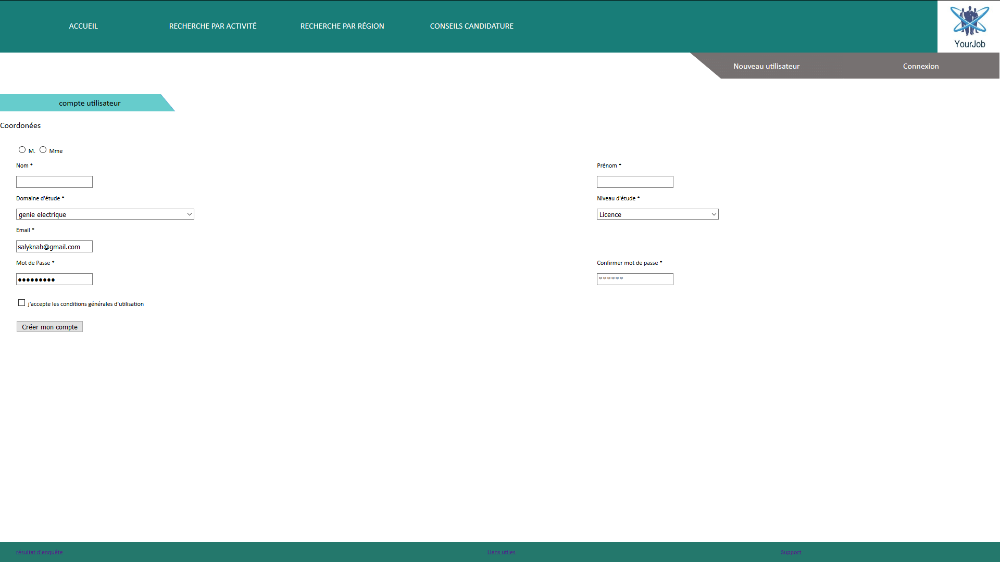 ACCUEIL RECHERCHE PAR ACTIVITÉ RECHERCHE PAR RÉGION CONSEILS CANDIDATURE
YourJob
Nouveau utilisateur Connexion
compte utilisateur
Coordonées
M. Mme
Nom * Prénom *
Domaine d'étude * Niveau d'étude *
genie electrique Licence
Email *
salyknab@gmail.com
Mot de Passe * Confirmer mot de passe *
●●●●●●●●● ******
j'accepte les conditions générales d'utilisation
Créer mon compte
résultat d'enquête Liens utiles Support